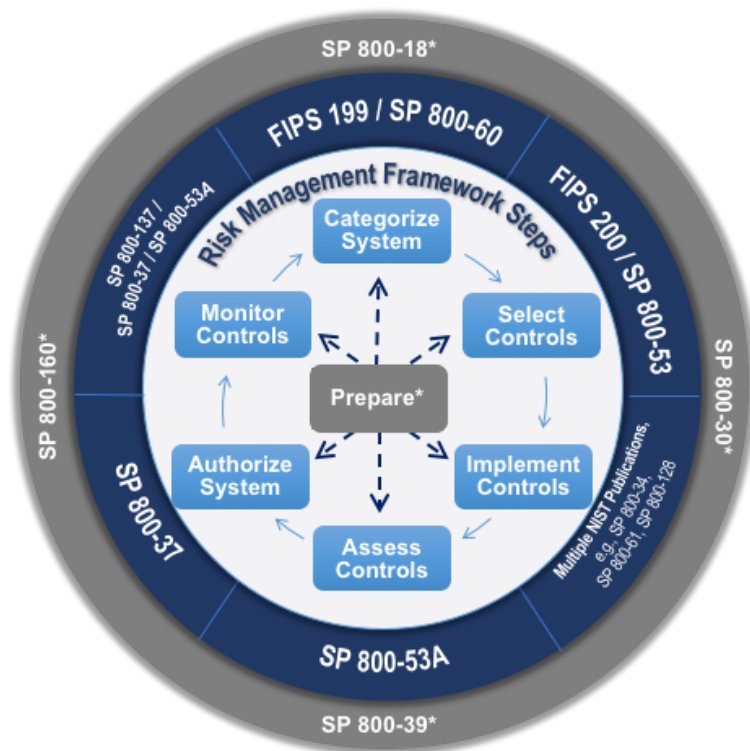 SP 800-18*
FIPS 199 / SP 800-60
FIPS 200 / SP 800-53
SP 800-30*
Multiple NIST Publications,
e.g., SP 800-34,
SP 800-61, SP 800-128
SP 800-53A
SP 800-39*
SP 800-37
SP 800-160*
SP 800-137 /
SP 800-37 / SP 800-53A
Risk Management Framework Steps
Categorize
System
Select
Controls
Implement
Controls
Assess
Controls
Authorize
System
Monitor
Controls
Prepare*